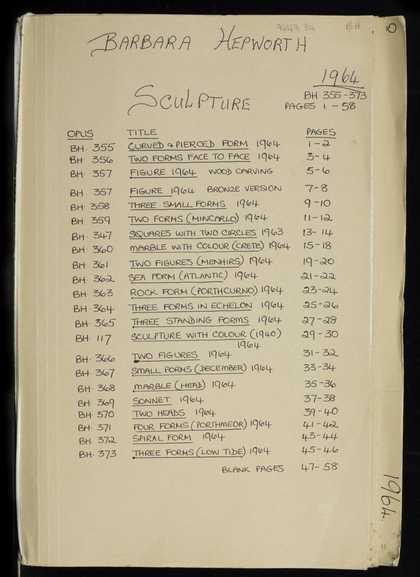 BARBARA HEPWORTH
1964
BH 355-373
PAGES 1-58
SCULPTURE
OPUS TITLE PAGES
BH 355 CURVED & PIERCED FORM 1964 1-2
BH 356 TWO FORMS FACE TO FACE 1964 3-4
BH 357 FIGURE 1964 WOOD CARVING 5-6
BH 357 FIGURE 1964 BRONZE VERSION 7-8
BH 358 THREE SMALL FORMS 1964 9-10
BH 359 TWO FORMS (MINCARLO) 1964 11-12
BH 347 SQUARES WITH TWO CIRCLES 1963 13-14
BH 360 MARBLE WITH COLOUR (CRETE) 1964 15-18
BH 361 TWO FIGURES (MENHIRS) 1964 19-20
BH 362 SEA FORM (ATLANTIC) 1964 21-22
BH 363 ROCK FORM (PORTHCURNO) 1964 23-24
BH 364 THREE FORMS IN ECHELON 1964 25-26
BH 365 THREE STANDING FORMS 1964 27-28
BH 117 SCULPTURE WITH COLOUR (1940) 29-30
1964
BH 366 TWO FIGURES 1964 31-32
BH 367 SMALL FORMS (DECEMBER) 1964 33-34
BH 368 MARBLE (HEAD) 1964 35-36
BH 369 SONNET 1964 37-38
BH 570 TWO HEADS 1964 39-40
BH 371 FOUR FORMS (PORTHMEOR) 1964 41-42
BH 372 SPIRAL FORM 1964 43-44
BH 373 THREE FORMS (LOW TIDE) 1964 45-46
BLANK PAGES 47-58
1964.